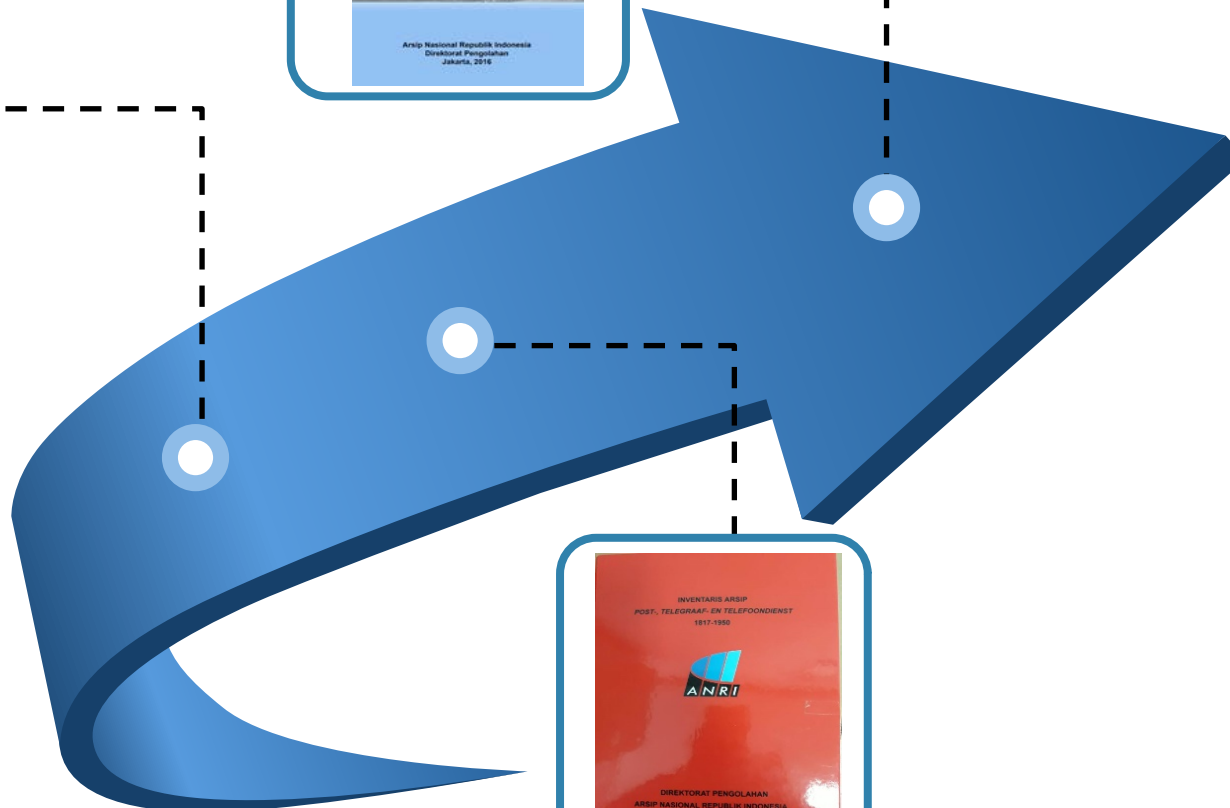 Arsip Nasional Republik Indonesia
Direktorat Pengolahan
Jakarta, 2016
INVENTARIS ARSIP
POST-, TELEGRAAF- EN TELEFOONDIENST
1817-1950
ANRI
DIREKTORAT PENGOLAHAN
ARSIP NASIONAL REPUBLIK INDONESIA